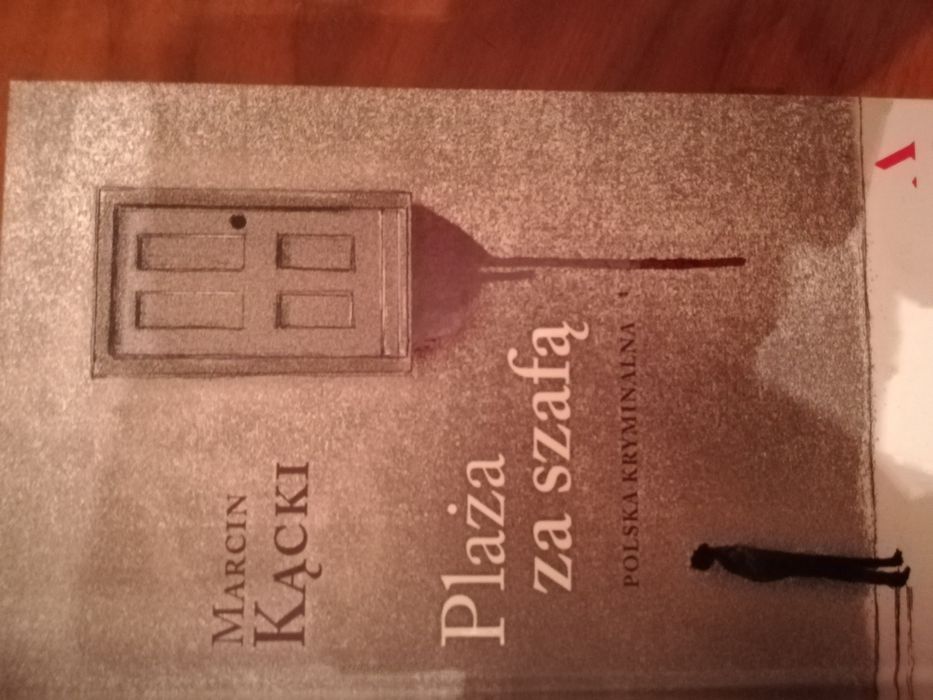 MARCIN
KĄCKI
Plaża
za szafą
POLSKA KRYMINALNA